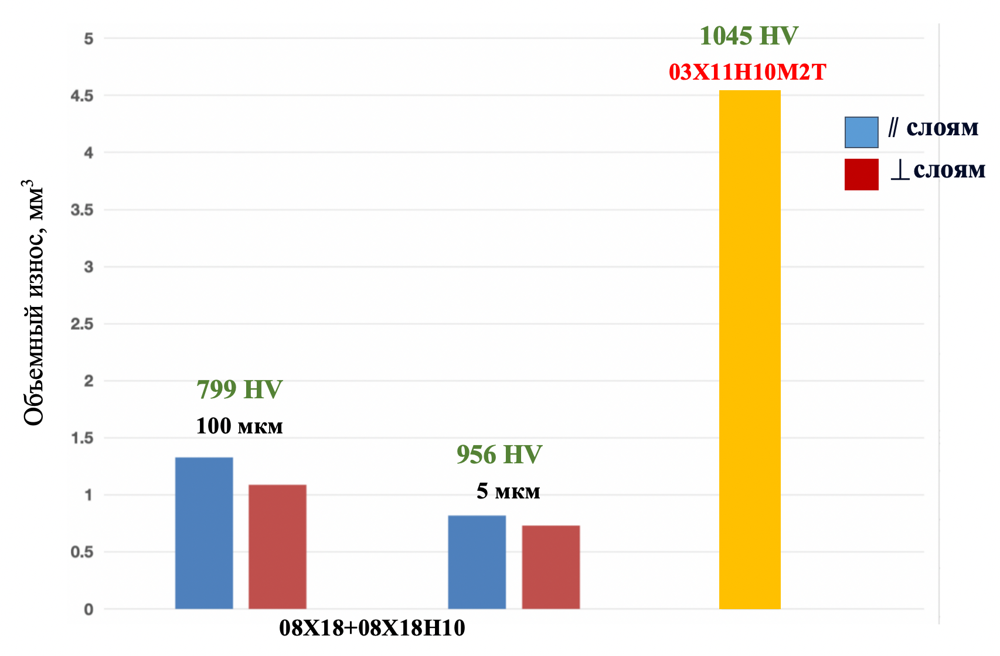 Объемный износ, мм³
5
4.5
4
3.5
3
2.5
2
1.5
1
0.5
0
799 HV
100 мкм
956 HV
5 мкм
1045 HV
03Х11Н10М2Т
// слоям
⊥слоям
08Х18+08Х18Н10